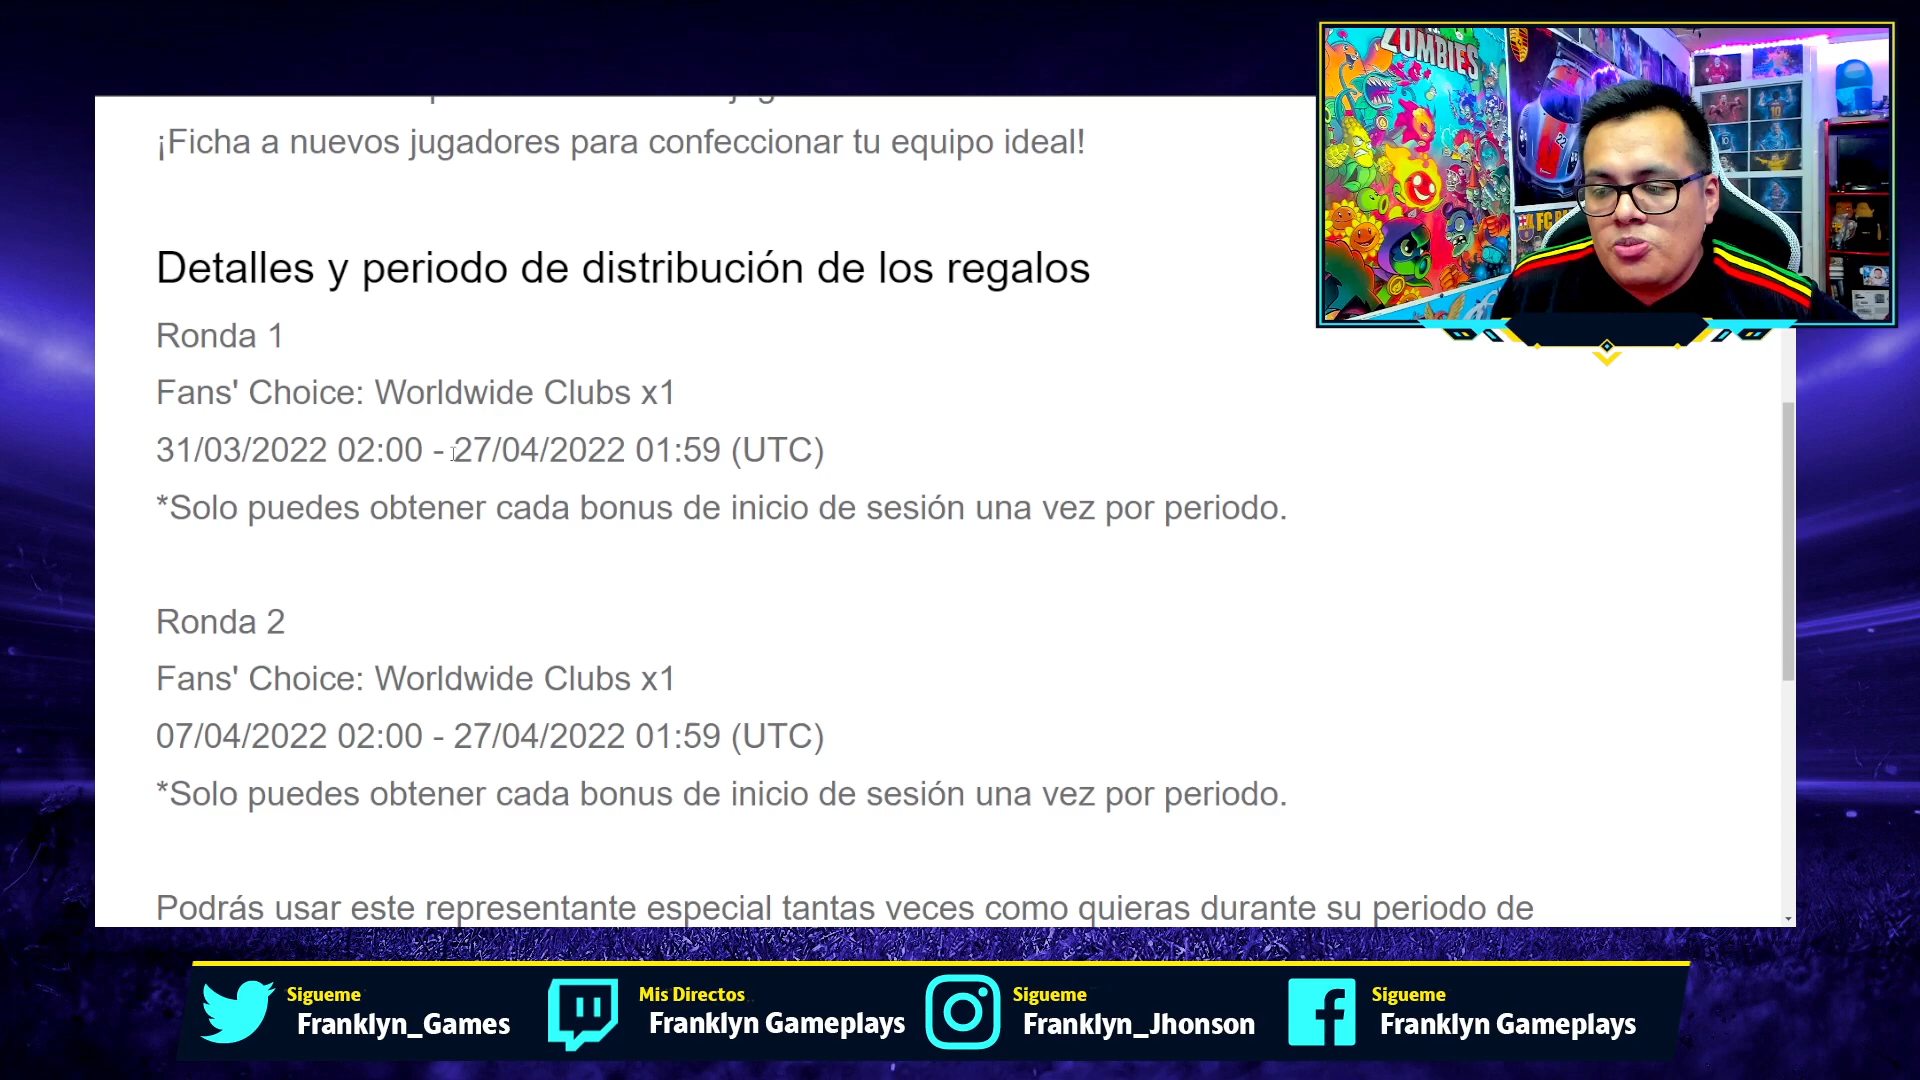 ZOMBIES
¡Ficha a nuevos jugadores para confeccionar tu equipo ideal!
Detalles y periodo de distribución de los regalos
Ronda 1
Fans' Choice: Worldwide Clubs x1
31/03/2022 02:00 - 27/04/2022 01:59 (UTC)
*Solo puedes obtener cada bonus de inicio de sesión una vez por periodo.
Ronda 2
Fans' Choice: Worldwide Clubs x1
07/04/2022 02:00 - 27/04/2022 01:59 (UTC)
*Solo puedes obtener cada bonus de inicio de sesión una vez por periodo.
Podrás usar este representante especial tantas veces como quieras durante su periodo de
Sigueme
Franklyn_Games
Mis Directos
Franklyn Gameplays
Sigueme
Franklyn_Jhonson
Sigueme
Franklyn Gameplays